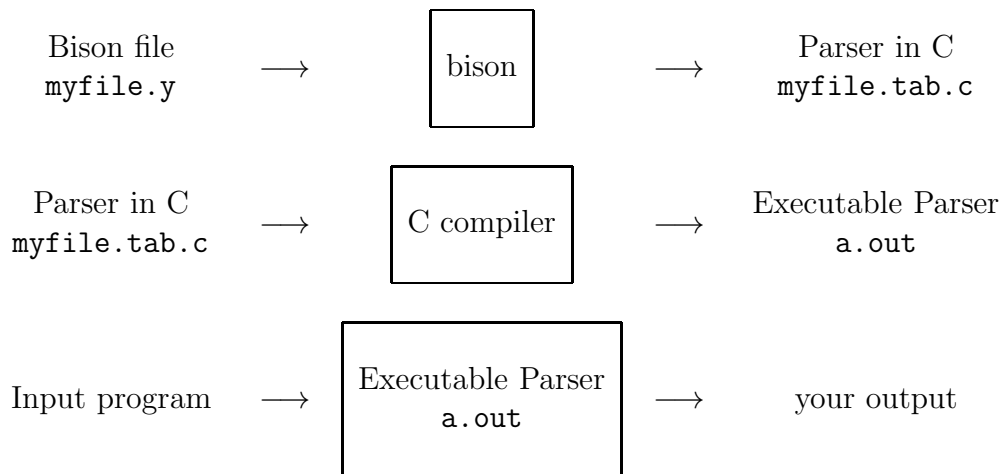 Bison file
myfile.y
bison
Parser in C
myfile.tab.c
Parser in C
myfile.tab.c
C compiler
Executable Parser
a.out
Input program
Executable Parser
a.out
your output